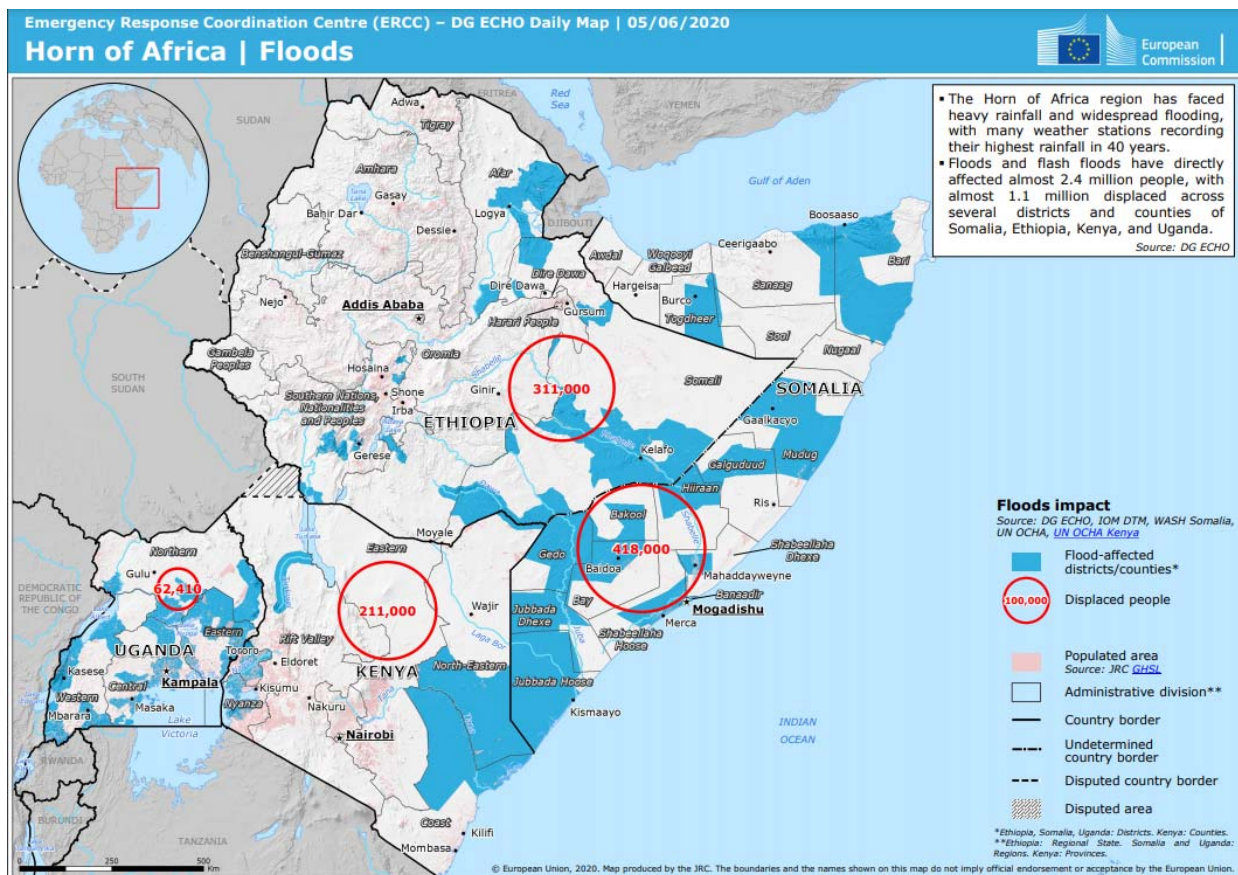 Emergency Response Coordination Centre (ERCC) – DG ECHO Daily Map | 05/06/2020
Horn of Africa | Floods
European
Commission
▪ The Horn of Africa region has faced
heavy rainfall and widespread flooding,
with many weather stations recording
their highest rainfall in 40 years.
▪ Floods and flash floods have directly
affected almost 2.4 million people, with
almost 1.1 million displaced across
several districts and counties of
Somalia, Ethiopia, Kenya, and Uganda.
Source: DG ECHO
SUDAN
ERITREA
Red
Sea
YEMEN
Adwa
Tigray
Amhara
Tana
Lake
Gasay
Bahir Dar
Afar
Logya
DJIBOUTI
Gulf of Aden
Dessie
Benshangul-Gumaz
Boosaaso
Bari
Awdal
Woqooyi
Galbeed
Ceerigaabo
Sanaag
Dire Dawa
Dire Dawa
Hargeisa
Burco
Togdheer
Nejo
Addis Ababa
Harari People
Gursum
Sool
Nugaal
Gambela
Peoples
Oromia
Hosaina
Shabelle
311,000
Somali
SOMALIA
SOUTH
SUDAN
Southern Nations,
Nationalities
and Peoples
Shone
Irba
Ginir
ETHIOPIA
Gaalkacyo
Gerese
Shabelle
Kelafo
Galguduud
Mudug
Hiiraan
Dawa
Ris
Bakool
Shabelle
Moyale
Lake
Turkana
Eastern
Gedo
418,000
Baidoa
Shabeellaha
Dhexe
Mahaddayweyne
Northern
Gulu
62,410
DEMOCRATIC
REPUBLIC OF
THE CONGO
Turkwel
211,000
Wajir
Bay
Banaadir
Mogadishu
Jubbada
Dhexe
Merca
Shabeellaha
Hoose
Juba
Eastern
UGANDA
Tororo
Rift Valley
Laga Bor
Kasese
Kampala
Eldoret
KENYA
North-Eastern
Jubbada Hoose
Western
Central
Masaka
Kisumu
Nyanza
Nakuru
Kismaayo
Mbarara
Lake
Victoria
Nairobi
Tana
Tana
INDIAN
OCEAN
RWANDA
BURUNDI
TANZANIA
Coast
Kilifi
Mombasa
Floods impact
Source: DG ECHO, IOM DTM, WASH Somalia,
UN OCHA, UN OCHA Kenya
Flood-affected
districts/counties*
100,000
Displaced people
Populated area
Source: JRC GHSL
Administrative division**
Country border
Undetermined
country border
Disputed country border
Disputed area
*Ethiopia, Somalia, Uganda: Districts. Kenya: Counties.
**Ethiopia: Regional State. Somalia and Uganda:
Regions. Kenya: Provinces.
0 500
Km
© European Union, 2020. Map produced by the JRC. The boundaries and the names shown on this map do not imply official endorsement or acceptance by the European Union.